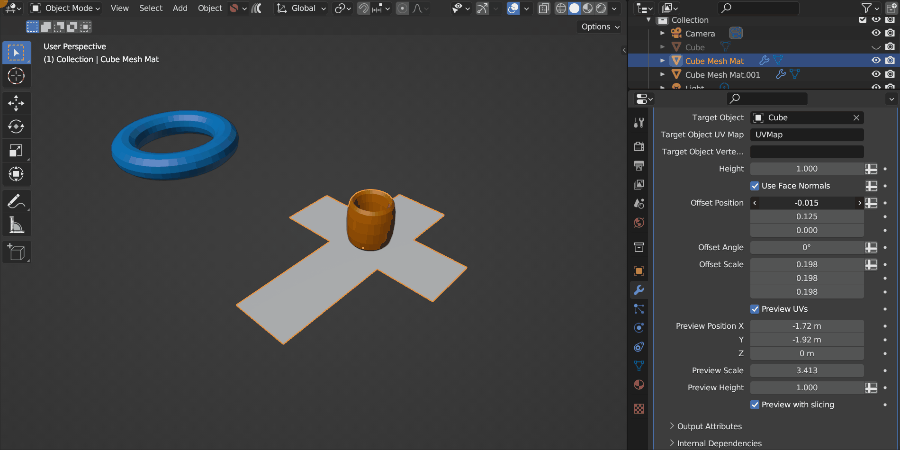 Object Mode View Select Add Object Global
Options
User Perspective
(1) Collection | Cube Mesh Mat
Collection
Camera
Cube
Cube Mesh Mat
Cube Mesh Mat.001
Light
Target Object Cube
Target Object UV Map UVMap
Target Object Verte...
Height 1.000
Use Face Normals
Offset Position -0.015
0.125
0.000
Offset Angle 0°
Offset Scale 0.198
0.198
0.198
Preview UVs
Preview Position X -1.72 m
Y -1.92 m
Z 0 m
Preview Scale 3.413
Preview Height 1.000
Preview with slicing
Output Attributes
Internal Dependencies